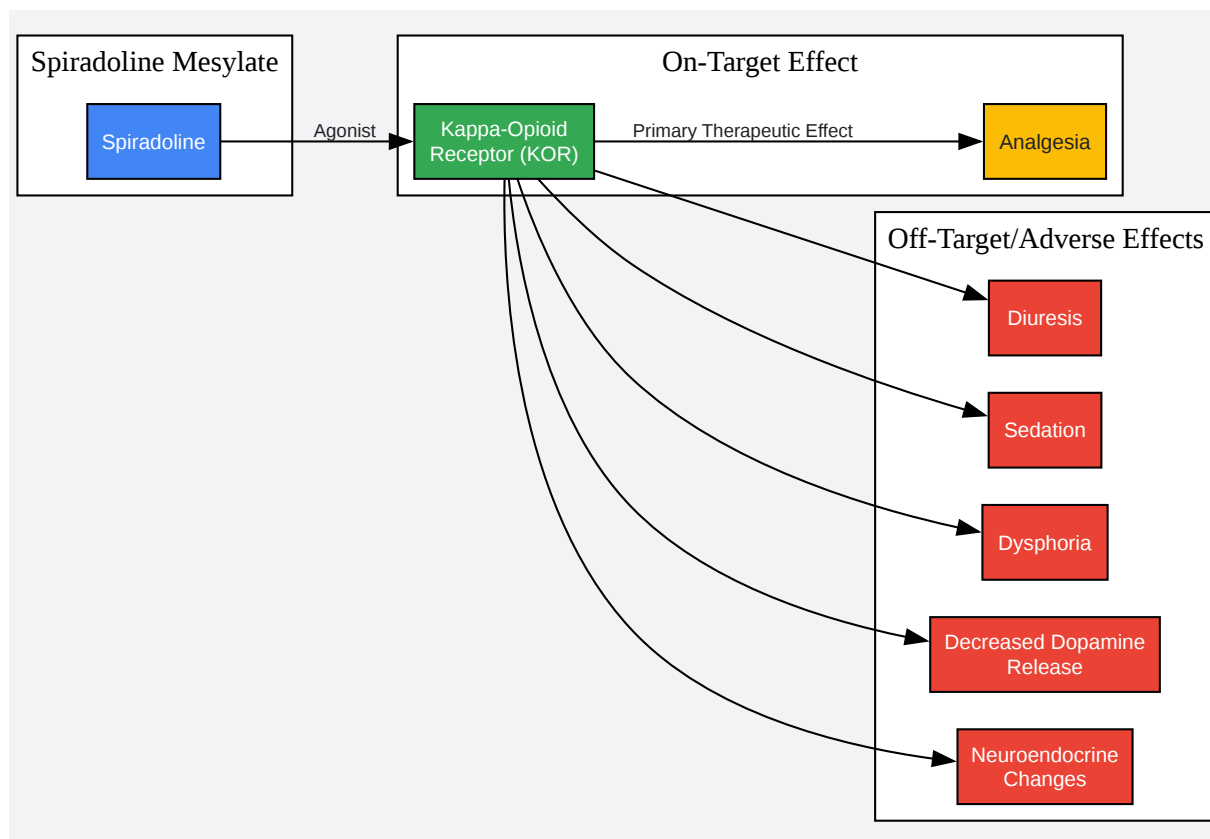 Spiradoline Mesylate
Spiradoline
Agonist
On-Target Effect
Kappa-Opioid
Receptor (KOR)
Primary Therapeutic Effect
Analgesia
Off-Target/Adverse Effects
Diuresis
Sedation
Dysphoria
Decreased Dopamine
Release
Neuroendocrine
Changes